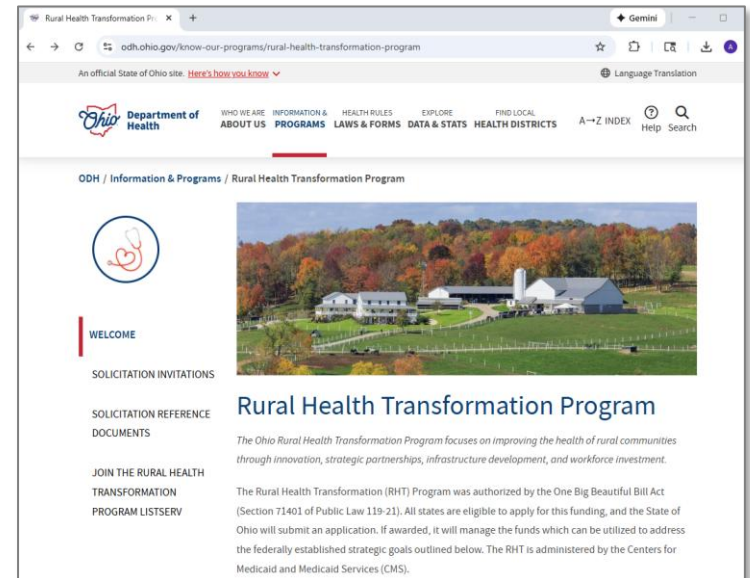 Rural Health Transformation Pro
Gemini
odh.ohio.gov/know-our-programs/rural-health-transformation-program
A
An official State of Ohio site. Here's how you know
Language Translation
Ohio Department of Health
WHO WE ARE
ABOUT US
INFORMATION &
PROGRAMS
HEALTH RULES
LAWS & FORMS
EXPLORE
DATA & STATS
FIND LOCAL
HEALTH DISTRICTS
A→Z INDEX
Help
Search
ODH / Information & Programs / Rural Health Transformation Program
WELCOME
SOLICITATION INVITATIONS
SOLICITATION REFERENCE
DOCUMENTS
JOIN THE RURAL HEALTH
TRANSFORMATION
PROGRAM LISTSERV
Rural Health Transformation Program
The Ohio Rural Health Transformation Program focuses on improving the health of rural communities
through innovation, strategic partnerships, infrastructure development, and workforce investment.
The Rural Health Transformation (RHT) Program was authorized by the One Big Beautiful Bill Act
(Section 71401 of Public Law 119-21). All states are eligible to apply for this funding, and the State of
Ohio will submit an application. If awarded, it will manage the funds which can be utilized to address
the federally established strategic goals outlined below. The RHT is administered by the Centers for
Medicaid and Medicaid Services (CMS).